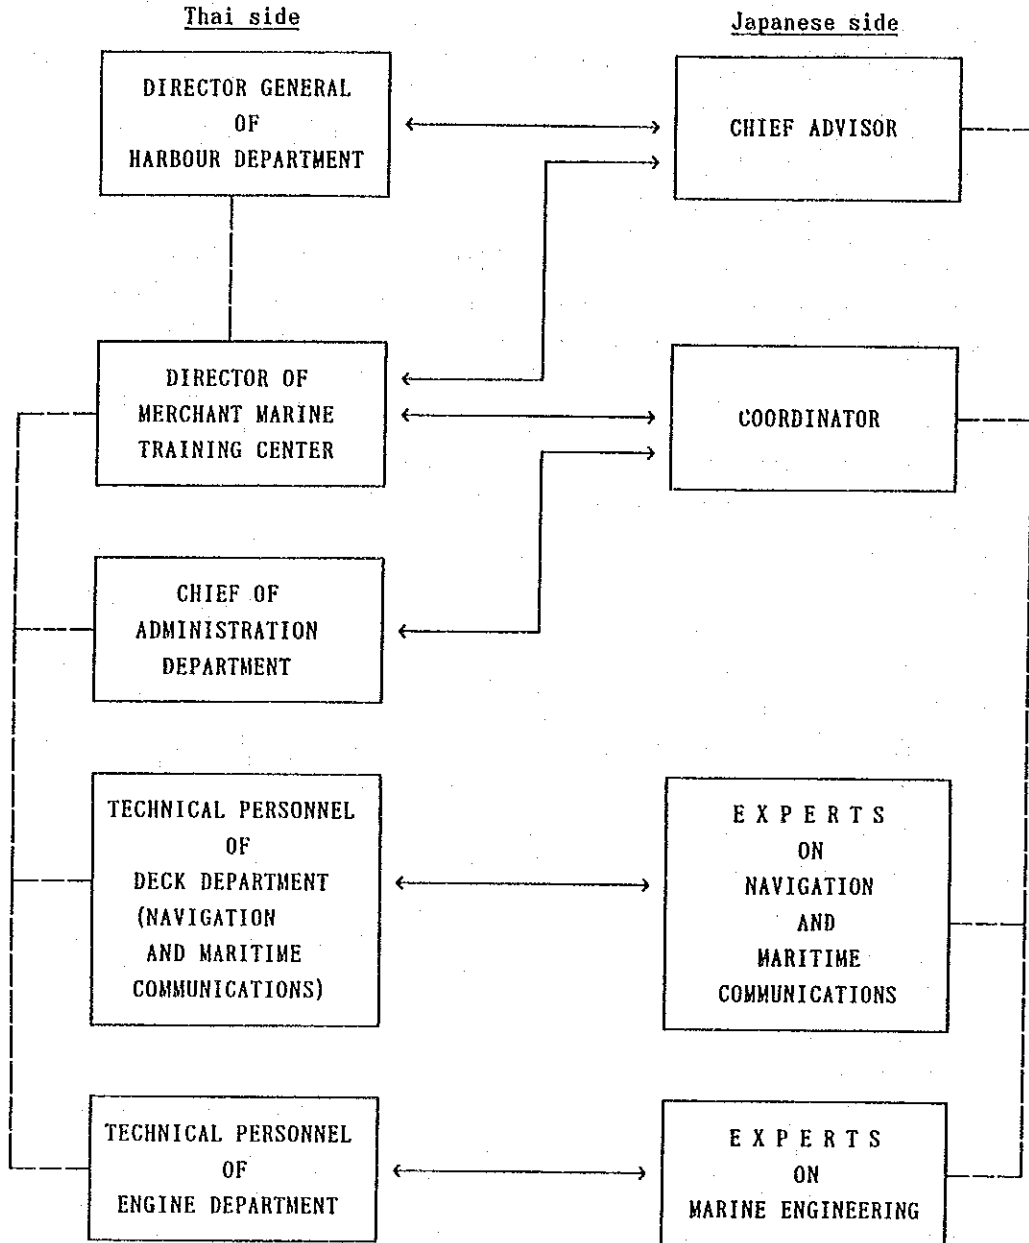 Thai side
Japanese side
DIRECTOR GENERAL
OF
HARBOUR DEPARTMENT
CHIEF ADVISOR
DIRECTOR OF
MERCHANT MARINE
TRAINING CENTER
COORDINATOR
CHIEF OF
ADMINISTRATION
DEPARTMENT
TECHNICAL PERSONNEL
OF
DECK DEPARTMENT
(NAVIGATION
AND MARITIME
COMMUNICATIONS)
E X P E R T S
ON
NAVIGATION
AND
MARITIME
COMMUNICATIONS
TECHNICAL PERSONNEL
OF
ENGINE DEPARTMENT
E X P E R T S
ON
MARINE ENGINEERING